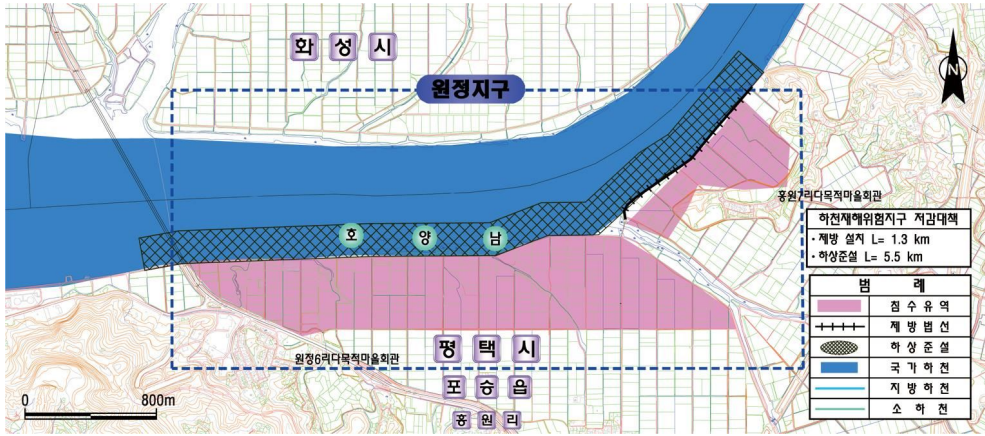 화성시
원정지구
N
홍원7리다목적마을회관
하천재해위험지구 저감대책
· 제방 설치 L= 1.3 km
· 하상준설 L= 5.5 km
호 양 남
범 례
침수유역
제방법선
하상준설
국가하천
지방하천
소하천
평택시
원정6리다목적마을회관
포승읍
홍원리
0 800m